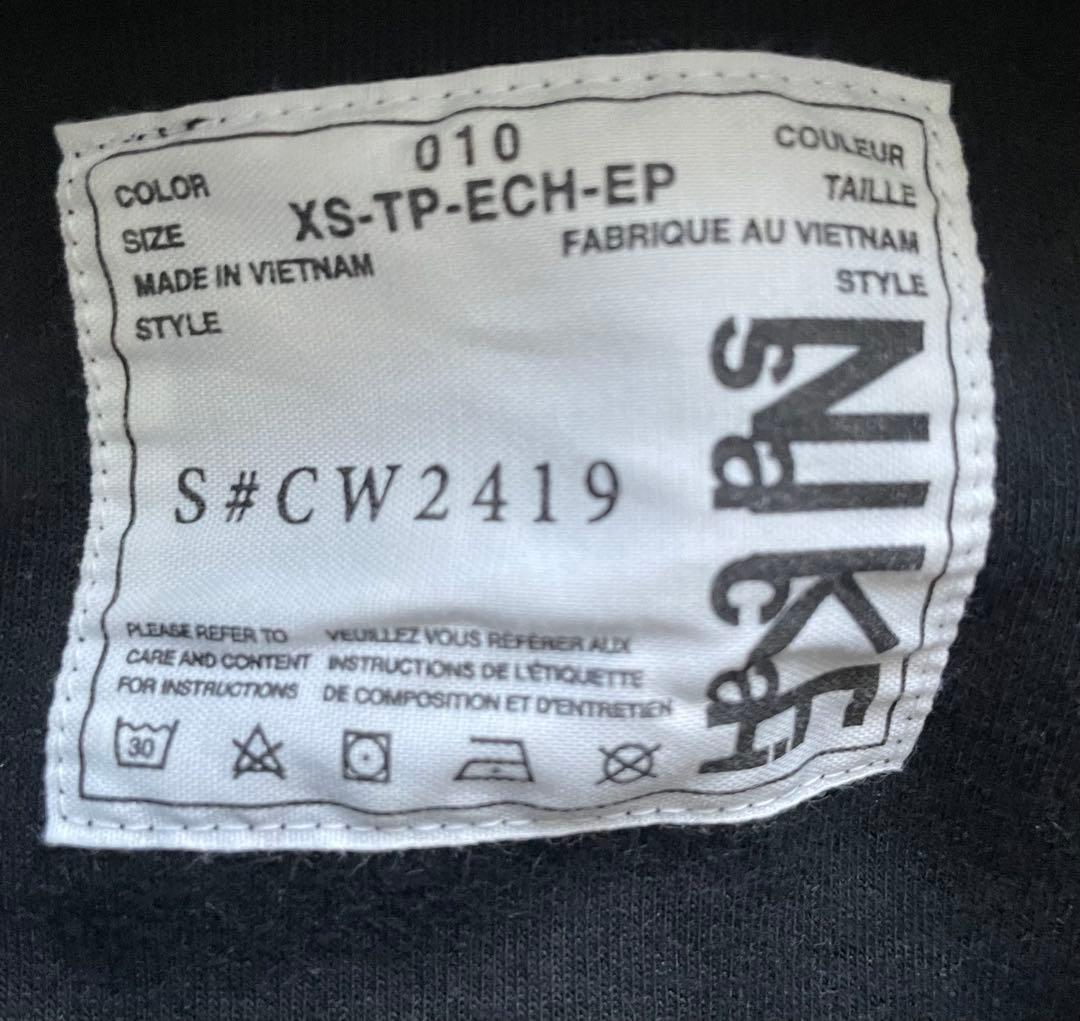 010
COLOR COULEUR
SIZE XS-TP-ECH-EP TAILLE
MADE IN VIETNAM FABRIQUE AU VIETNAM
STYLE STYLE
S#CW2419
NIKE
sacai
PLEASE REFER TO VEUILLEZ VOUS RÉFÉRER AUX
CARE AND CONTENT INSTRUCTIONS DE L'ÉTIQUETTE
FOR INSTRUCTIONS DE COMPOSITION ET D'ENTRETIEN
30